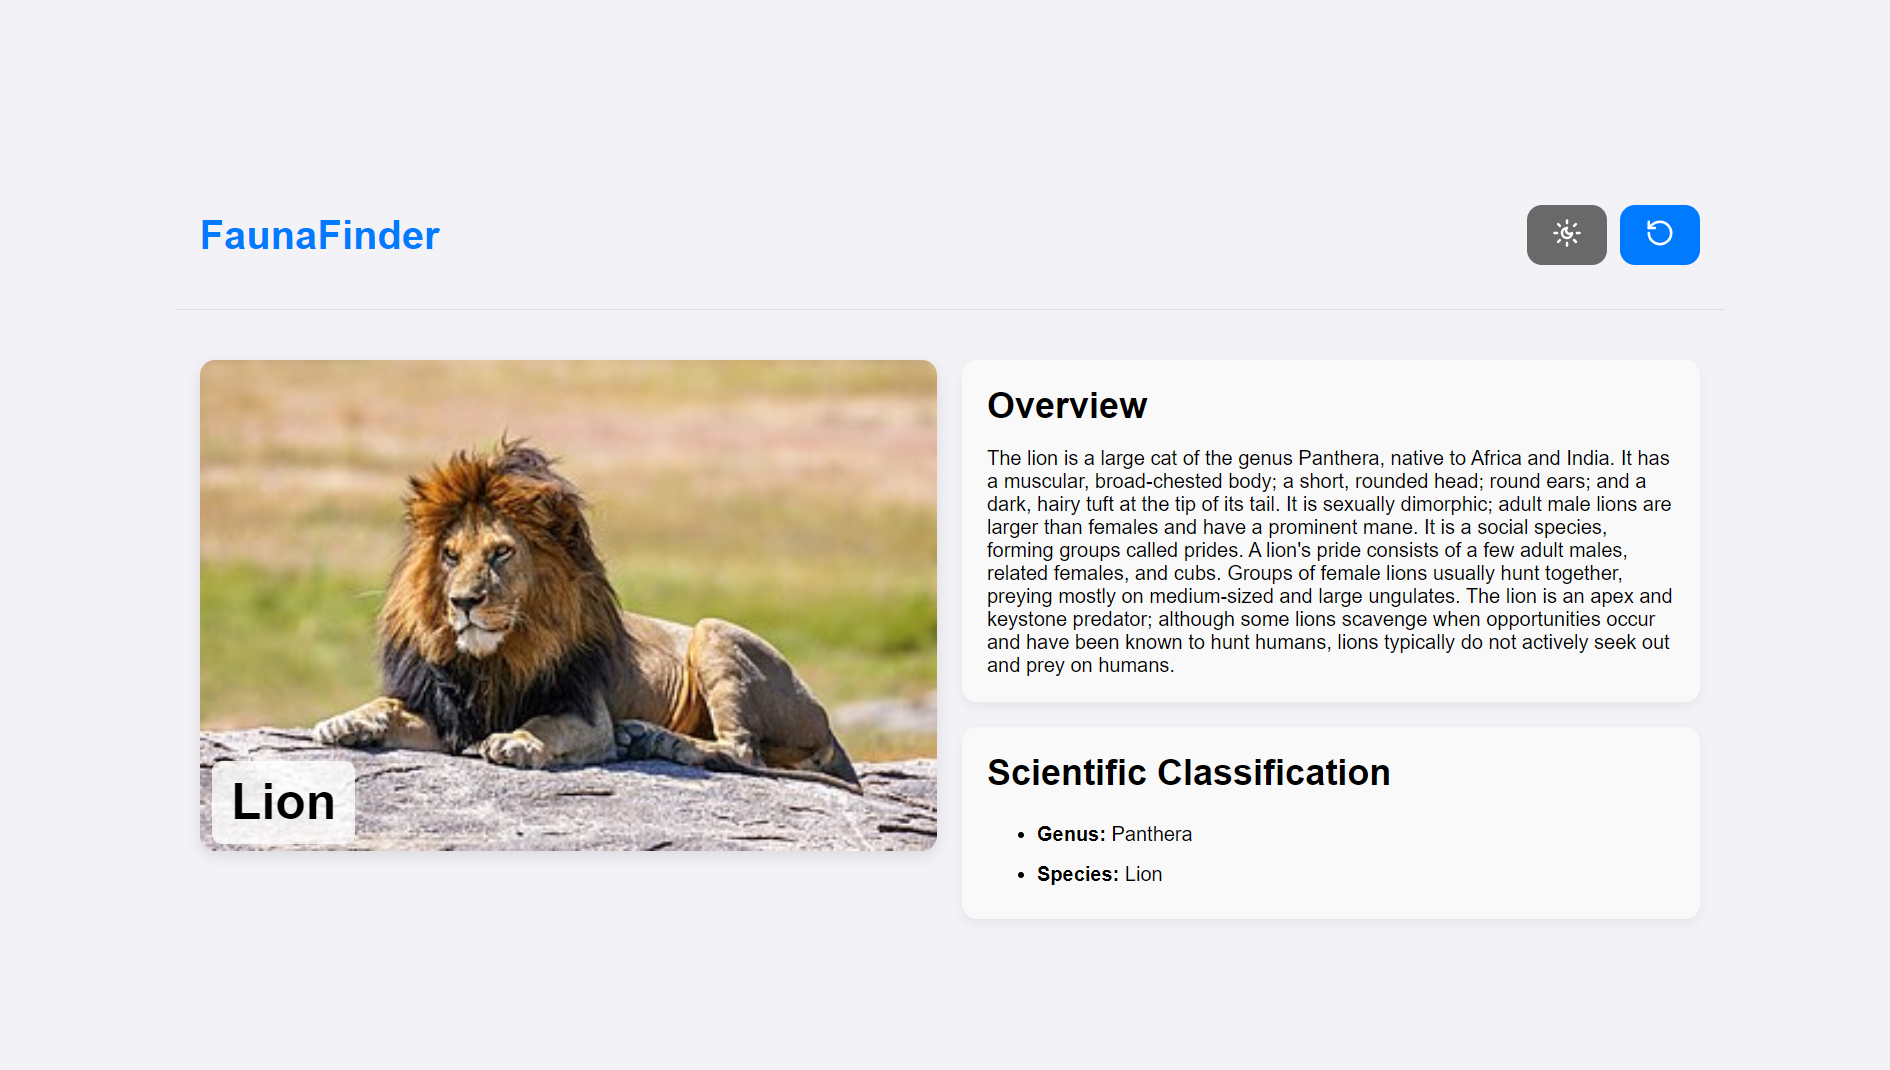 FaunaFinder
Lion
Overview
The lion is a large cat of the genus Panthera, native to Africa and India. It has
a muscular, broad-chested body; a short, rounded head; round ears; and a
dark, hairy tuft at the tip of its tail. It is sexually dimorphic; adult male lions are
larger than females and have a prominent mane. It is a social species,
forming groups called prides. A lion's pride consists of a few adult males,
related females, and cubs. Groups of female lions usually hunt together,
preying mostly on medium-sized and large ungulates. The lion is an apex and
keystone predator; although some lions scavenge when opportunities occur
and have been known to hunt humans, lions typically do not actively seek out
and prey on humans.
Scientific Classification
• Genus: Panthera
• Species: Lion